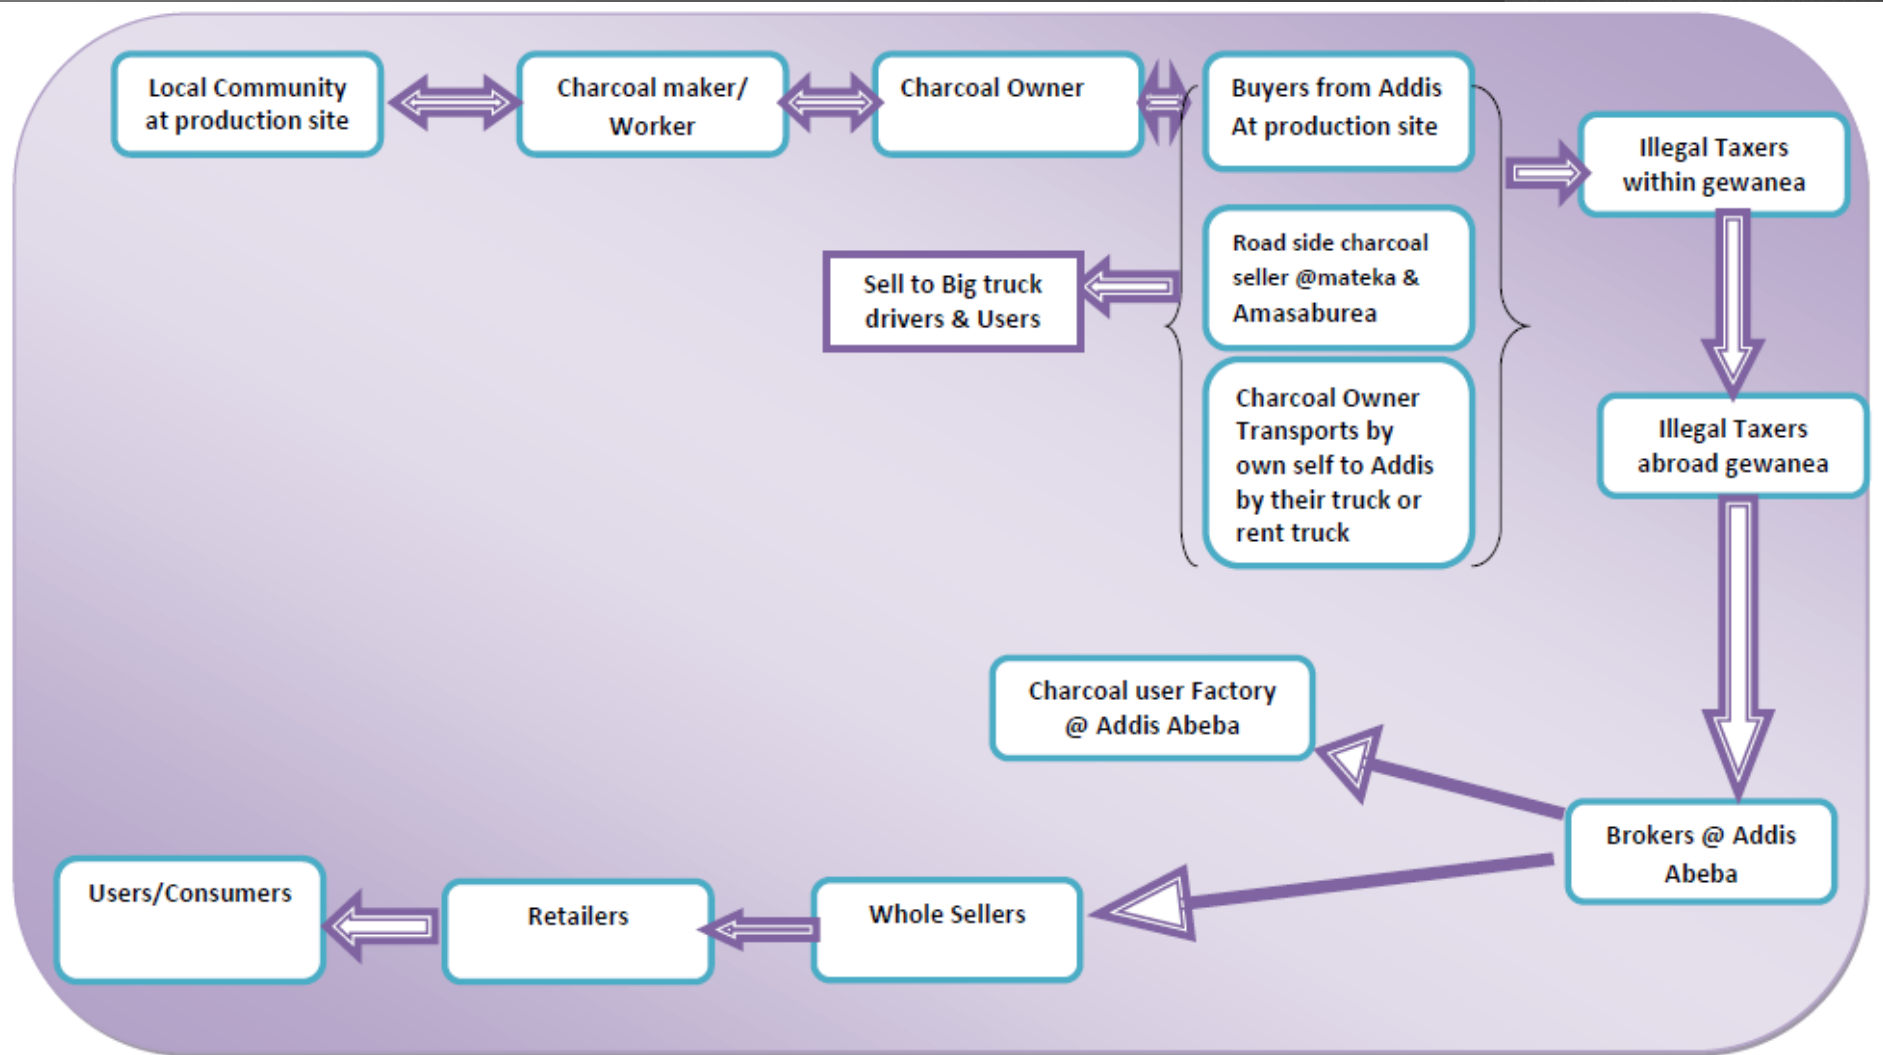 Local Community
at production site
Charcoal maker/
Worker
Charcoal Owner
Buyers from Addis
At production site
Illegal Taxers
within gewanea
Road side charcoal
seller @mateka &
Amasaburea
Sell to Big truck
drivers & Users
Charcoal Owner
Transports by
own self to Addis
by their truck or
rent truck
Illegal Taxers
abroad gewanea
Charcoal user Factory
@ Addis Abeba
Brokers @ Addis
Abeba
Whole Sellers
Retailers
Users/Consumers